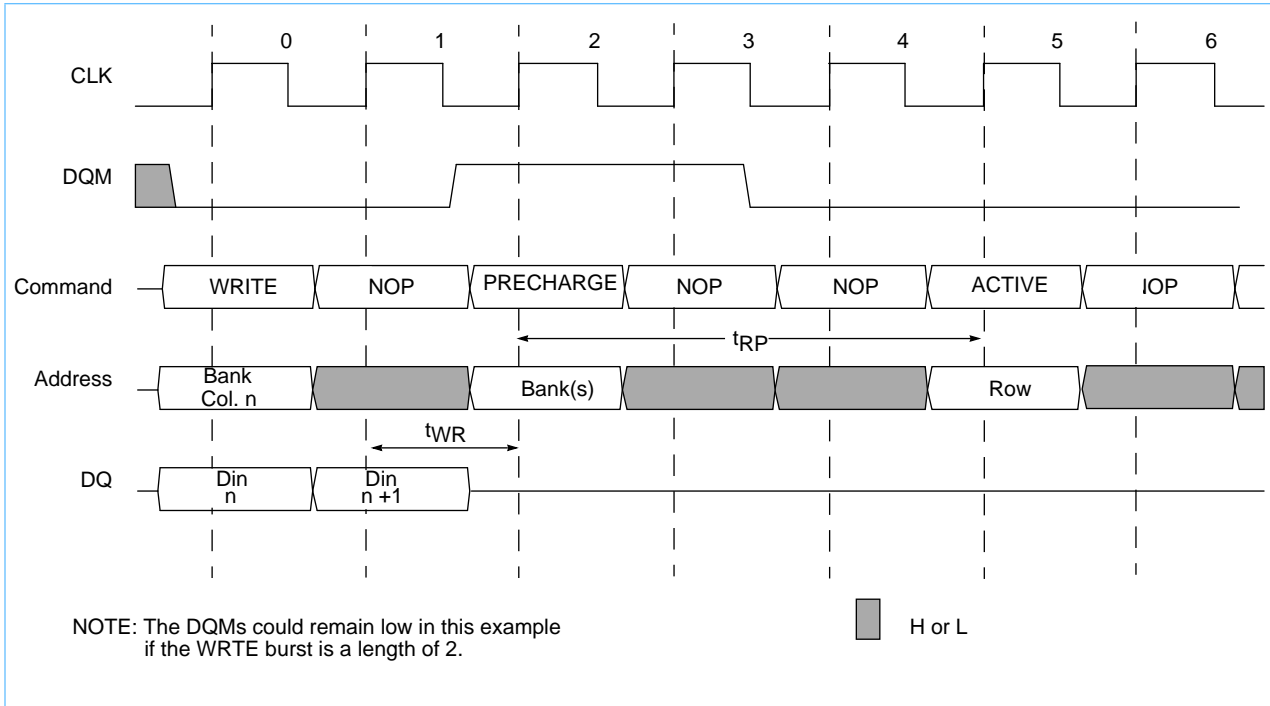 0 1 2 3 4 5 6
CLK
DQM
Command WRITE NOP PRECHARGE NOP NOP ACTIVE IOP
tRP
Address Bank Bank(s) Row
Col. n
tWR
DQ Din Din
n n +1
NOTE: The DQMs could remain low in this example H or L
if the WRTE burst is a length of 2.